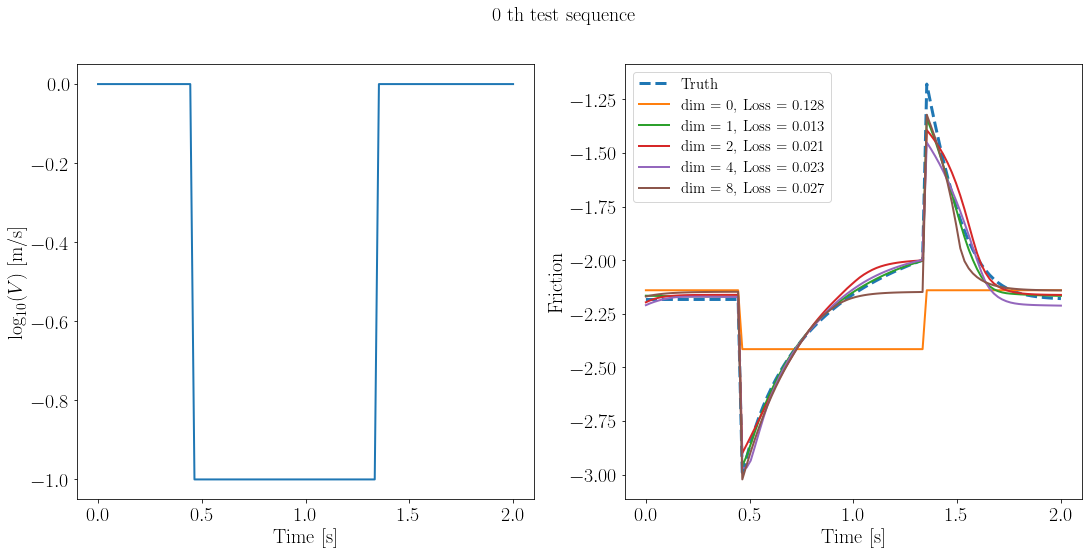 0 th test sequence
0.0
−0.2
−0.4
−0.6
−0.8
−1.0
log10(V) [m/s]
0.0 0.5 1.0 1.5 2.0
Time [s]
Truth
dim = 0, Loss = 0.128
dim = 1, Loss = 0.013
dim = 2, Loss = 0.021
dim = 4, Loss = 0.023
dim = 8, Loss = 0.027
−1.25
−1.50
−1.75
−2.00
−2.25
−2.50
−2.75
−3.00
Friction
0.0 0.5 1.0 1.5 2.0
Time [s]